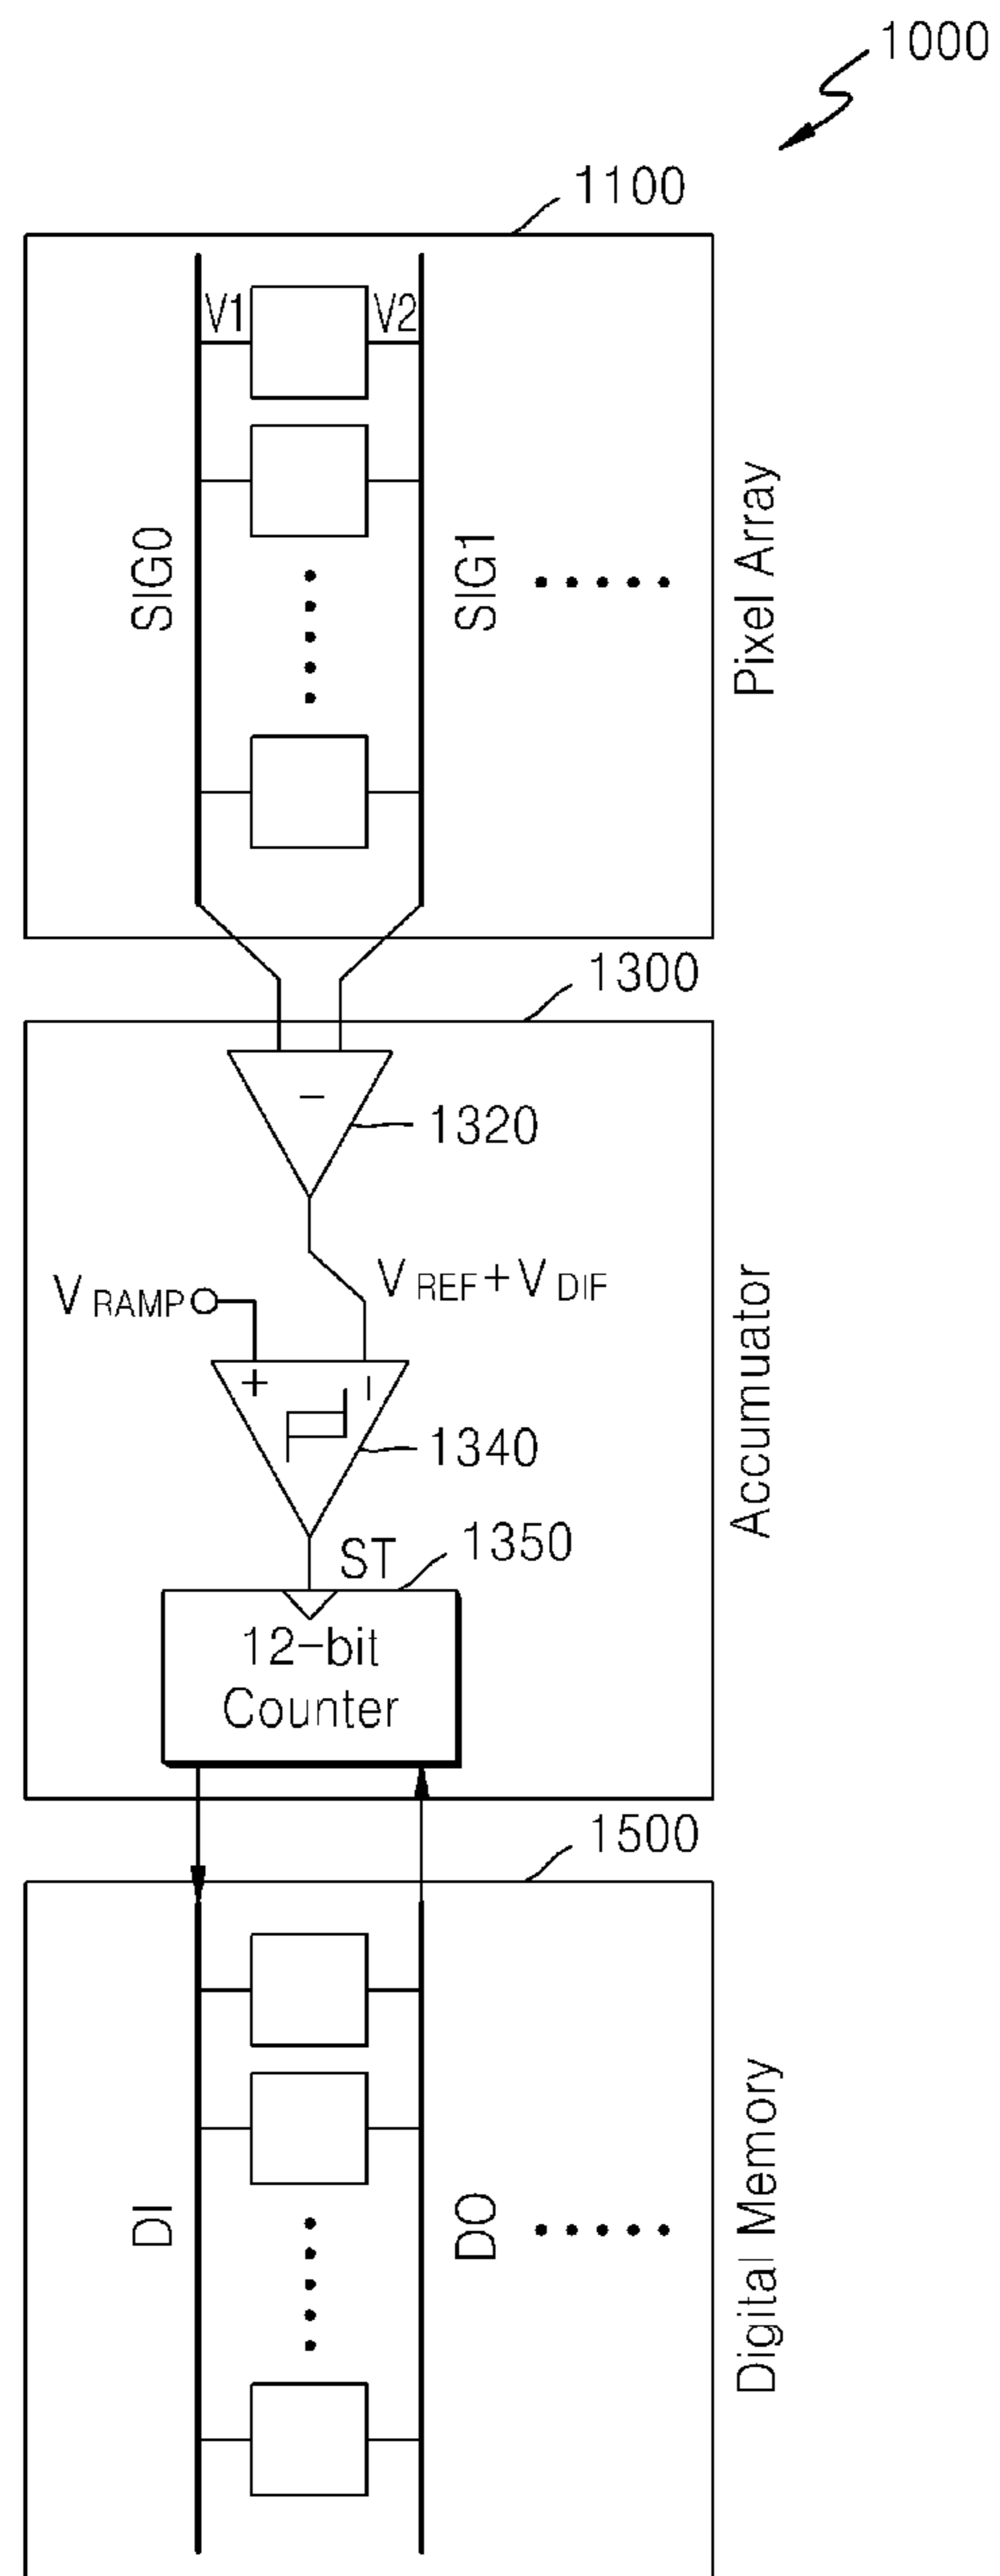 1000
1100
V1
V2
SIG0
SIG1
Pixel Array
1300
-
1320
V REF + V DIF
V RAMP
+
-
1340
Accumuator
ST
1350
12-bit
Counter
1500
DI
DO
Digital Memory